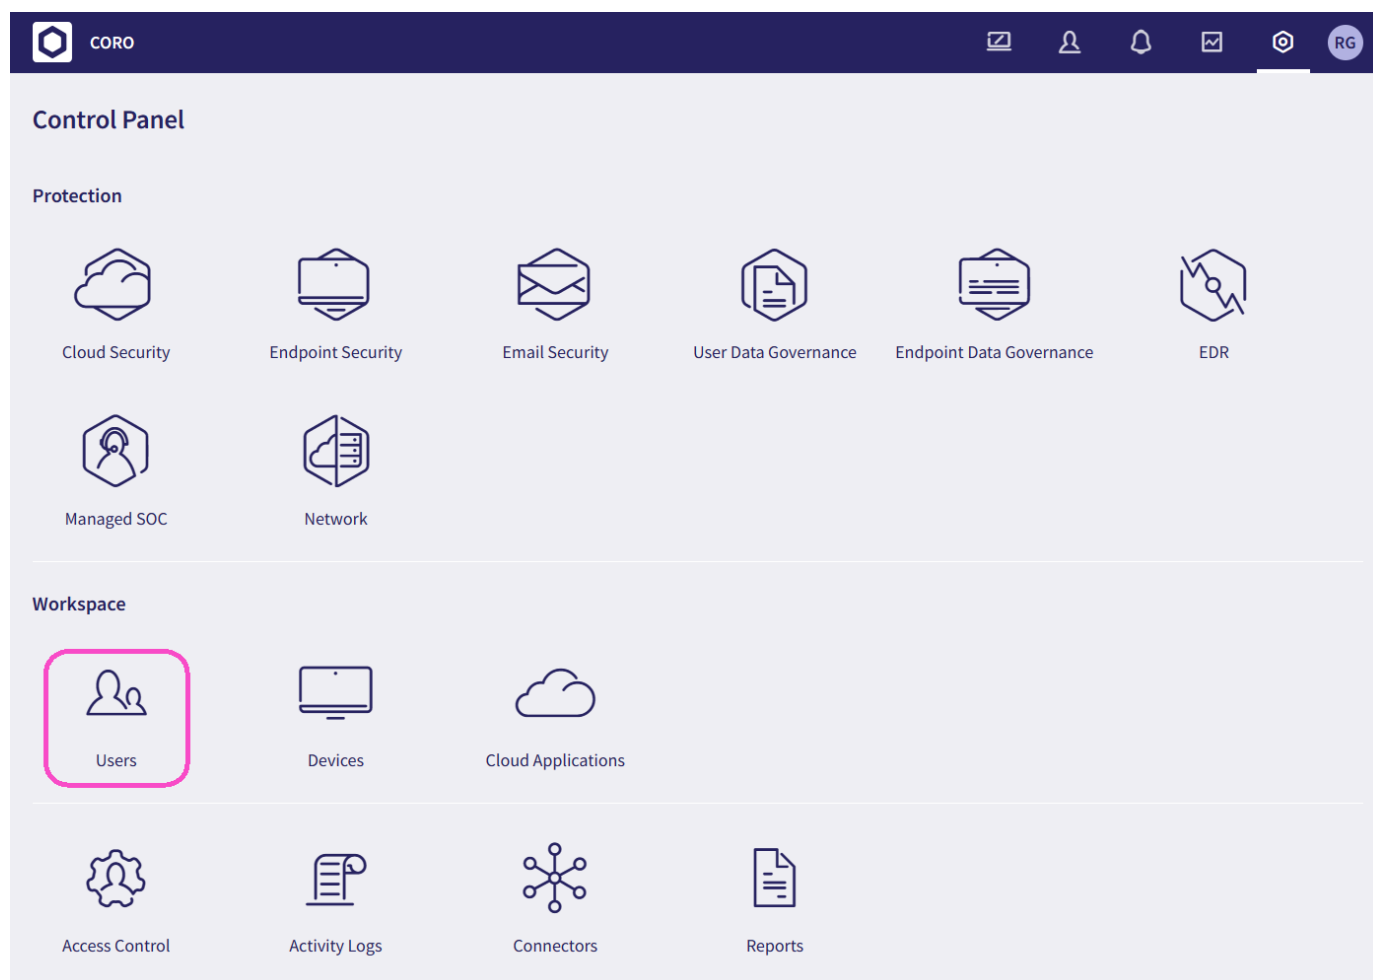 CORO
RG
Control Panel
Protection
Cloud Security
Endpoint Security
Email Security
User Data Governance
Endpoint Data Governance
EDR
Managed SOC
Network
Workspace
Users
Devices
Cloud Applications
Access Control
Activity Logs
Connectors
Reports